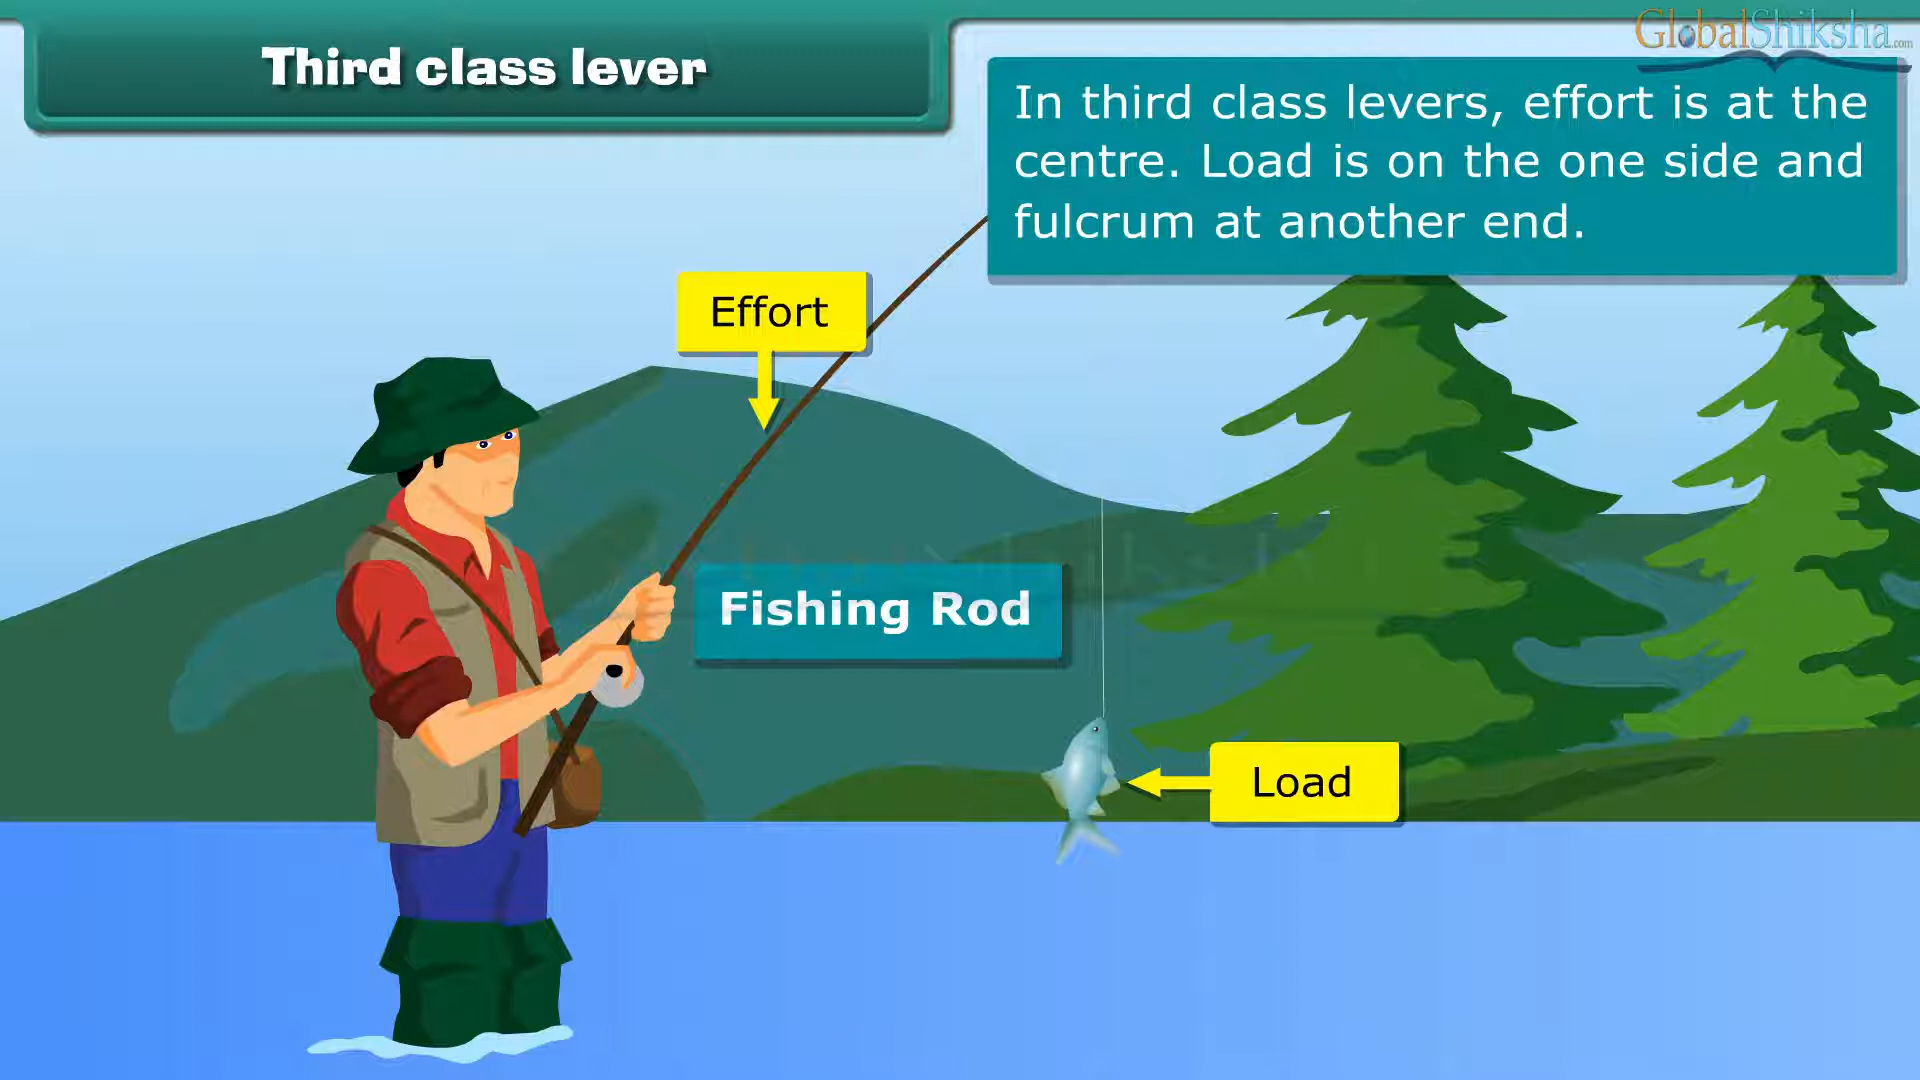 Third class lever
GlobalShiksha.com
In third class levers, effort is at the
centre. Load is on the one side and
fulcrum at another end.
Effort
Fishing Rod
Load